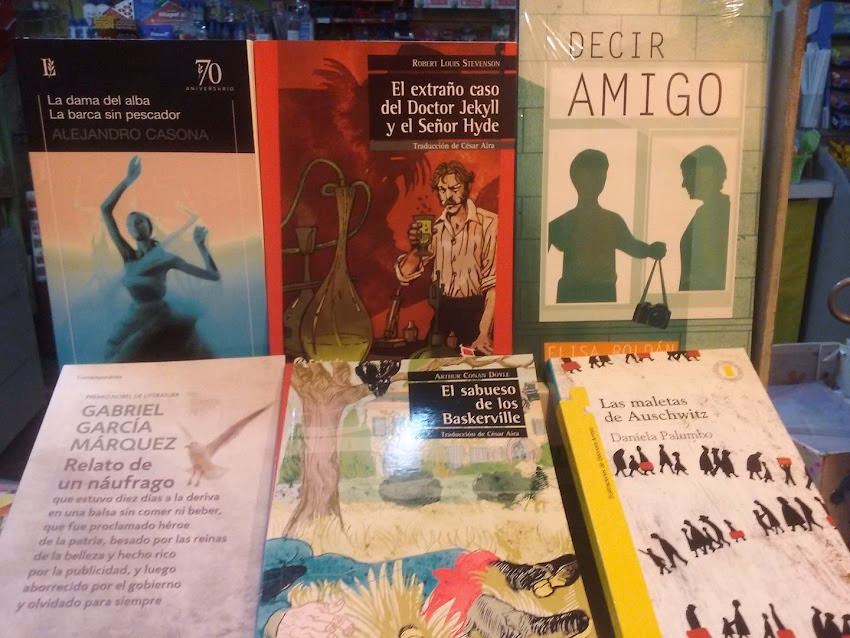 70
ANIVERSARIO
La dama del alba
La barca sin pescador
ALEJANDRO CASONA
ROBERT LOUIS STEVENSON
El extraño caso
del Doctor Jekyll
y el Señor Hyde
Traducción de César Aira
DECIR
AMIGO
ELISA ROLDÁN
Contemporánea
PREMIO NOBEL DE LITERATURA
GABRIEL
GARCÍA
MÁRQUEZ
Relato de
un náufrago
que estuvo diez días a la deriva
en una balsa sin comer ni beber,
que fue proclamado héroe
de la patria, besado por las reinas
de la belleza y hecho rico
por la publicidad, y luego
aborrecido por el gobierno
y olvidado para siempre
ARTHUR CONAN DOYLE
El sabueso
de los
Baskerville
Traducción de César Aira
Las maletas
de Auschwitz
Daniela Palumbo